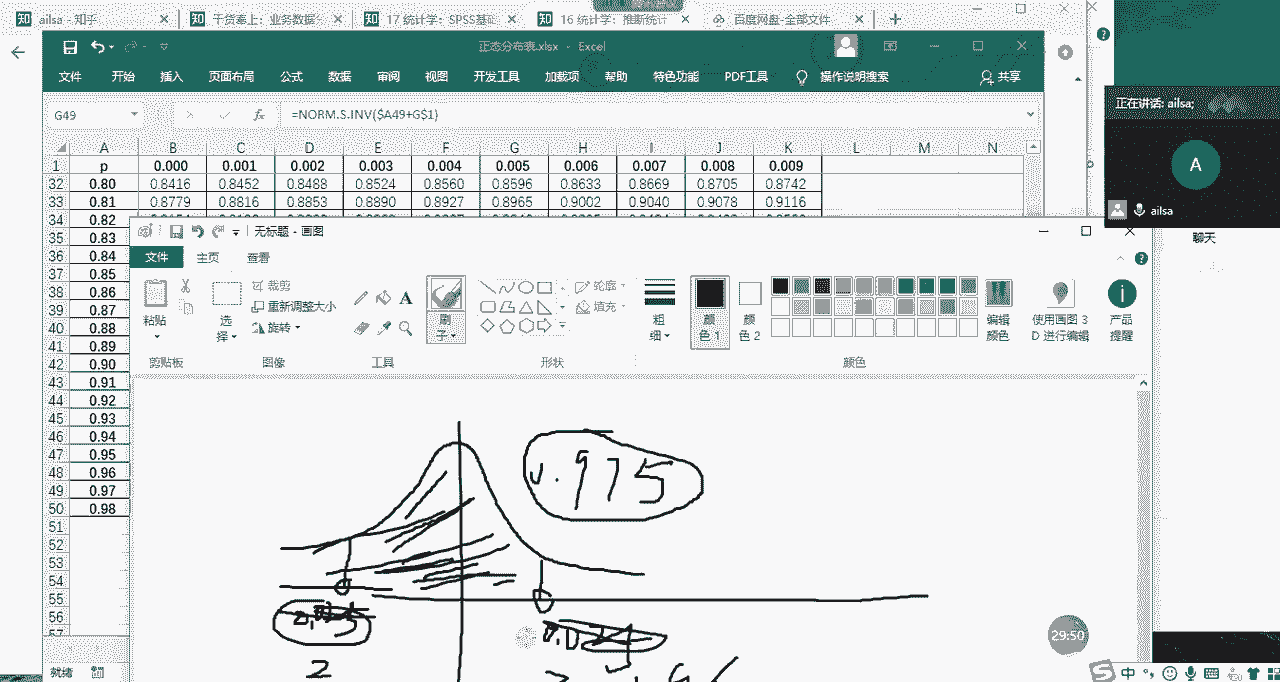 ailsa - 知乎
干货塞上：业务数据分
17 统计学：SPSS基础
16 统计学：推断统计
百度网盘-全部文件
正态分布表.xlsx - Excel
文件 开始 插入 页面布局 公式 数据 审阅 视图 开发工具 加载项 帮助 特色功能 PDF工具 操作说明搜索 共享
G49 fx =NORM.S.INV($A49+G$1)
A B C D E F G H I J K L M N
1 p 0.000 0.001 0.002 0.003 0.004 0.005 0.006 0.007 0.008 0.009
32 0.80 0.8416 0.8452 0.8488 0.8524 0.8560 0.8596 0.8633 0.8669 0.8705 0.8742
33 0.81 0.8779 0.8816 0.8853 0.8890 0.8927 0.8965 0.9002 0.9040 0.9078 0.9116
34 0.82
35 0.83
36 0.84
37 0.85
38 0.86
39 0.87
40 0.88
41 0.89
42 0.90
43 0.91
44 0.92
45 0.93
46 0.94
47 0.95
48 0.96
49 0.97
50 0.98
51
52
53
54
55
56
57
就绪
无标题 - 画图
文件 主页 查看
粘贴
剪贴板
选择
裁剪
重新调整大小
旋转
图像
A
工具
刷子
轮廓
填充
形状
粗细
颜色 1
颜色 2
编辑颜色
颜色
使用画图 3D 进行编辑
产品提醒
0.975
z
正在讲话: ailsa;
A
ailsa
聊天
29:50
中